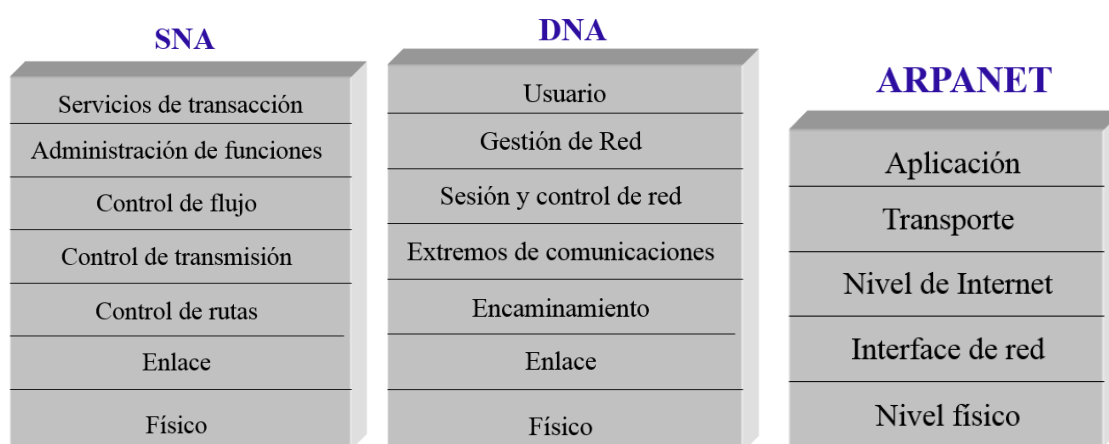 SNA
Servicios de transacción
Administración de funciones
Control de flujo
Control de transmisión
Control de rutas
Enlace
Físico
DNA
Usuario
Gestión de Red
Sesión y control de red
Extremos de comunicaciones
Encaminamiento
Enlace
Físico
ARPANET
Aplicación
Transporte
Nivel de Internet
Interface de red
Nivel físico